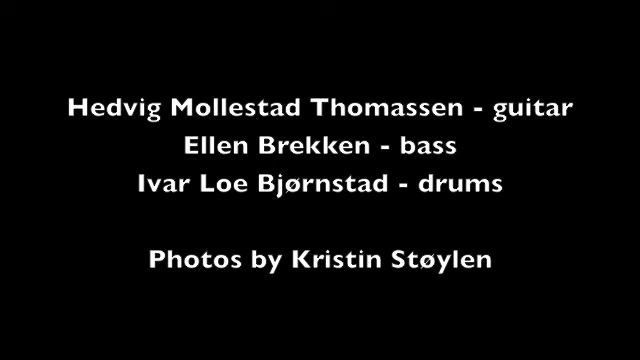 Hedvig Mollestad Thomassen - guitar
Ellen Brekken - bass
Ivar Loe Bjørnstad - drums
Photos by Kristin Støylen